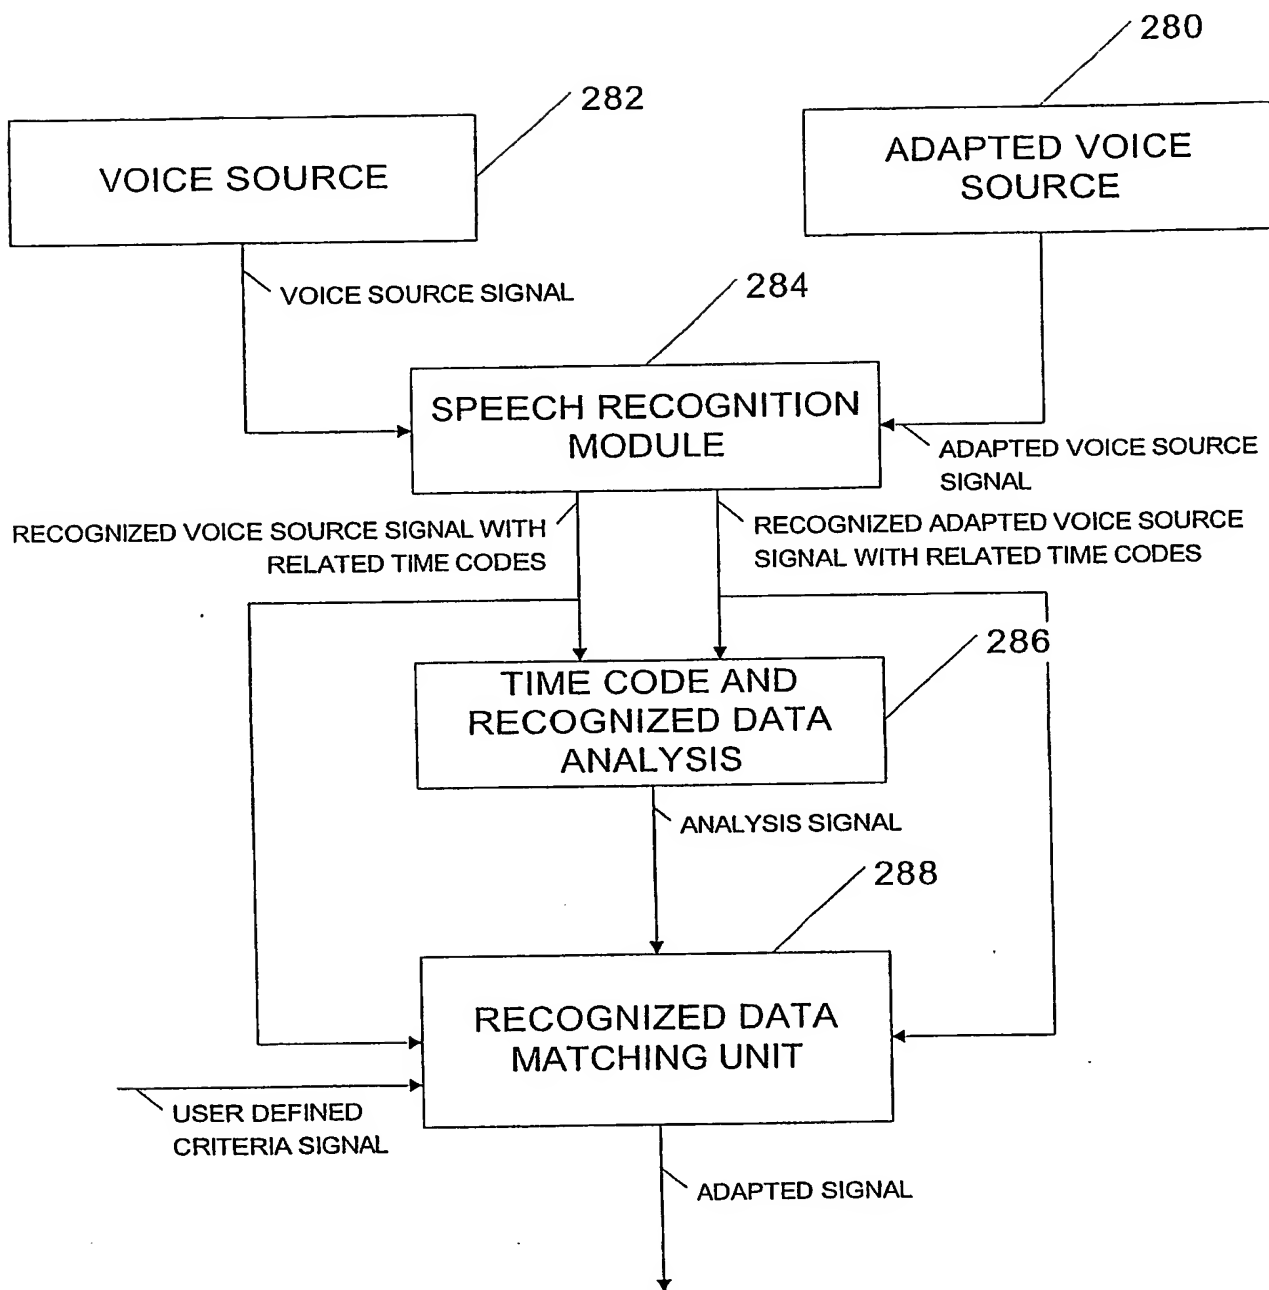 280
282
VOICE SOURCE
ADAPTED VOICE
SOURCE
VOICE SOURCE SIGNAL
284
SPEECH RECOGNITION
MODULE
ADAPTED VOICE SOURCE
SIGNAL
RECOGNIZED VOICE SOURCE SIGNAL WITH
RELATED TIME CODES
RECOGNIZED ADAPTED VOICE SOURCE
SIGNAL WITH RELATED TIME CODES
286
TIME CODE AND
RECOGNIZED DATA
ANALYSIS
ANALYSIS SIGNAL
288
RECOGNIZED DATA
MATCHING UNIT
USER DEFINED
CRITERIA SIGNAL
ADAPTED SIGNAL